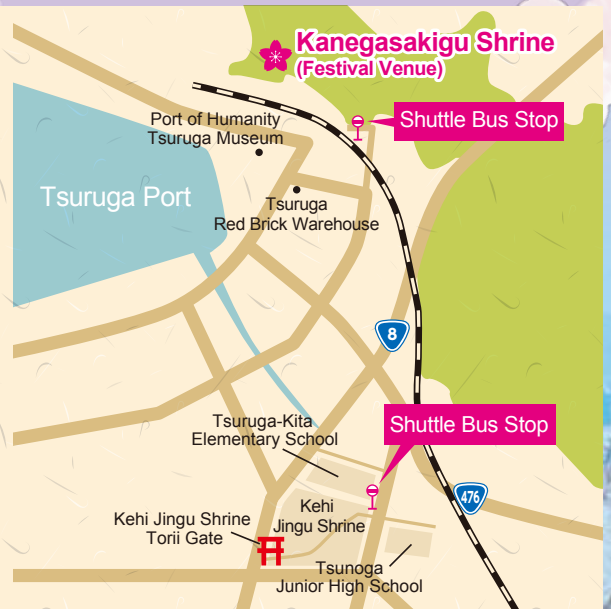 Kanegasakigu Shrine
(Festival Venue)
Port of Humanity
Tsuruga Museum
Shuttle Bus Stop
Tsuruga Port
Tsuruga
Red Brick Warehouse
8
Tsuruga-Kita
Elementary School
Shuttle Bus Stop
476
Kehi Jingu Shrine
Torii Gate
Kehi
Jingu Shrine
Tsunoga
Junior High School